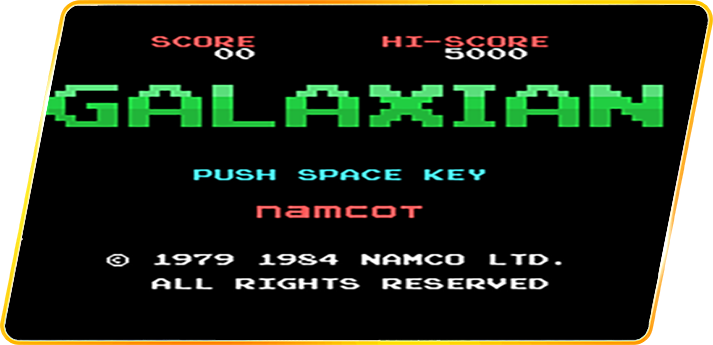 SCORE HI-SCORE
00 5000
GALAXIAN
PUSH SPACE KEY
namcot
© 1979 1984 NAMCO LTD.
ALL RIGHTS RESERVED